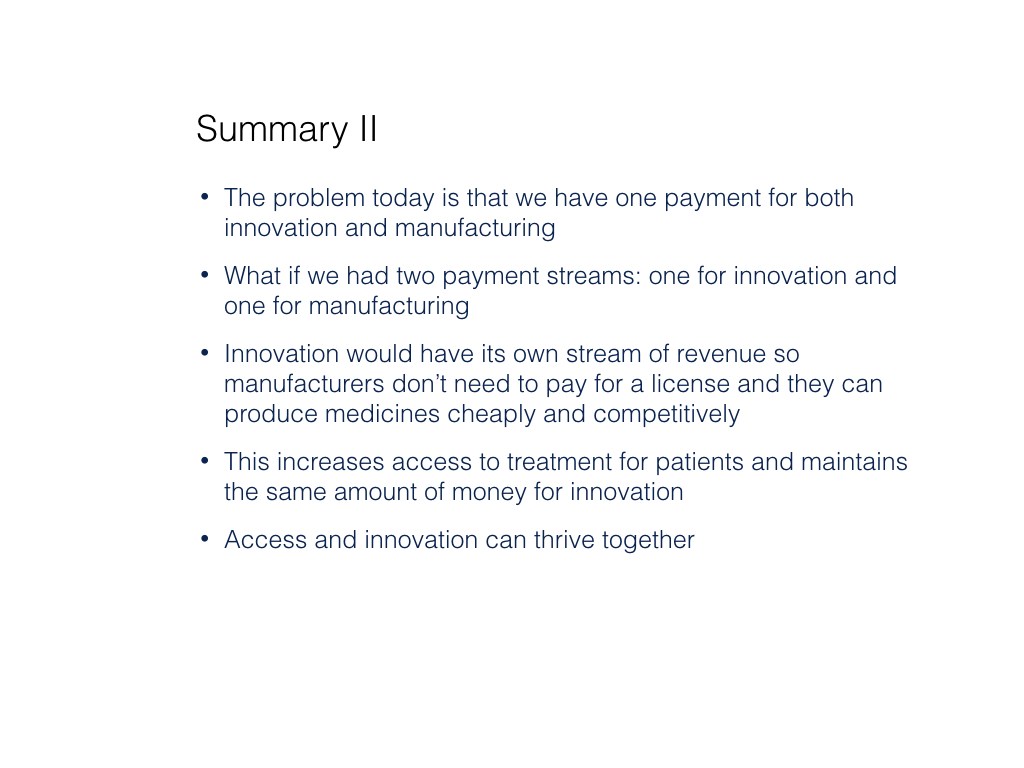 Summary II
• The problem today is that we have one payment for both
innovation and manufacturing
• What if we had two payment streams: one for innovation and
one for manufacturing
• Innovation would have its own stream of revenue so
manufacturers don’t need to pay for a license and they can
produce medicines cheaply and competitively
• This increases access to treatment for patients and maintains
the same amount of money for innovation
• Access and innovation can thrive together